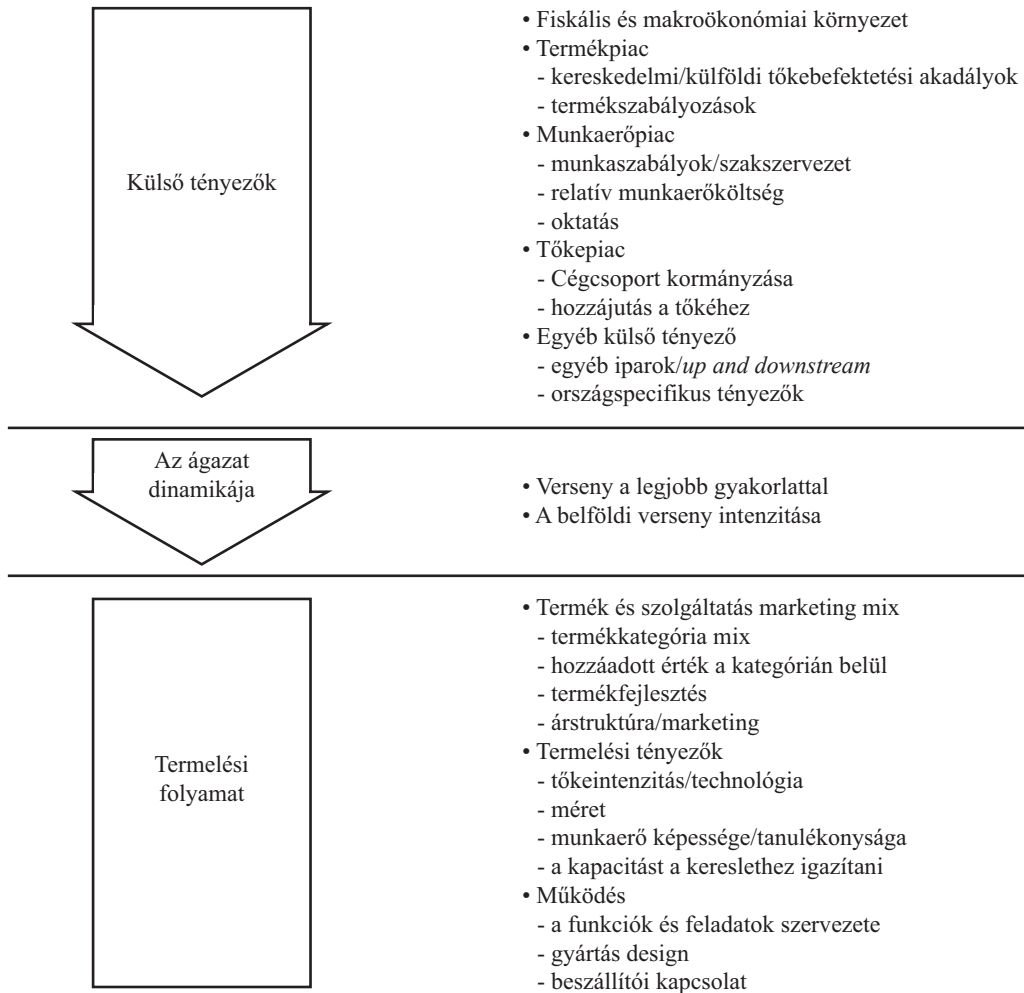 Külső tényezők
• Fiskális és makroökonómiai környezet
• Termékpiac
- kereskedelmi/külföldi tőkebefektetési akadályok
- termékszabályozások
• Munkaerőpiac
- munkaszabályok/szakszervezet
- relatív munkaerőköltség
- oktatás
• Tőkepiac
- Cégcsoport kormányzása
- hozzájutás a tőkéhez
• Egyéb külső tényező
- egyéb iparok/up and downstream
- országspecifikus tényezők
Az ágazat
dinamikája
• Verseny a legjobb gyakorlattal
• A belföldi verseny intenzitása
Termelési
folyamat
• Termék és szolgáltatás marketing mix
- termékkategória mix
- hozzáadott érték a kategórián belül
- termékfejlesztés
- árstruktúra/marketing
• Termelési tényezők
- tőkeintenzitás/technológia
- méret
- munkaerő képessége/tanulékonysága
- a kapacitást a kereslethez igazítani
• Működés
- a funkciók és feladatok szervezete
- gyártás design
- beszállítói kapcsolat